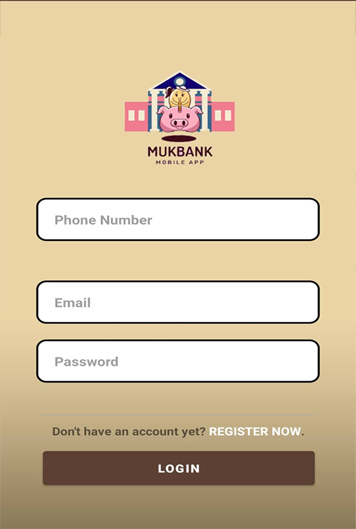 MUKBANK
MOBILE APP
Phone Number
Email
Password
Don't have an account yet? REGISTER NOW.
LOGIN